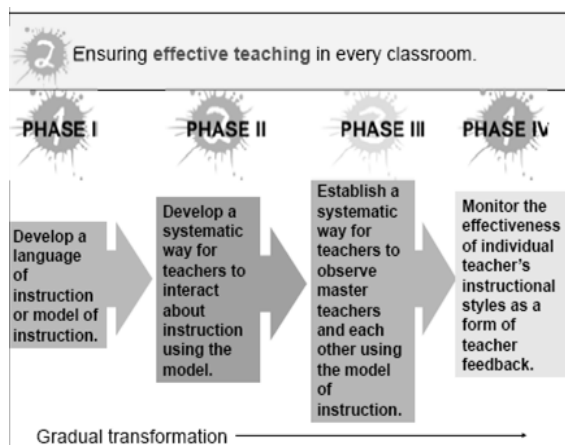 2 Ensuring effective teaching in every classroom.
1 PHASE I
2 PHASE II
3 PHASE III
1 PHASE IV
Develop a
language
of
instruction
or model of
instruction.
Develop a
systematic
way for
teachers to
interact
about
instruction
using the
model.
Establish a
systematic
way for
teachers to
observe
master
teachers
and each
other using
the model
of
instruction.
Monitor the
effectiveness
of individual
teacher's
instructional
styles as a
form of
teacher
feedback.
Gradual transformation